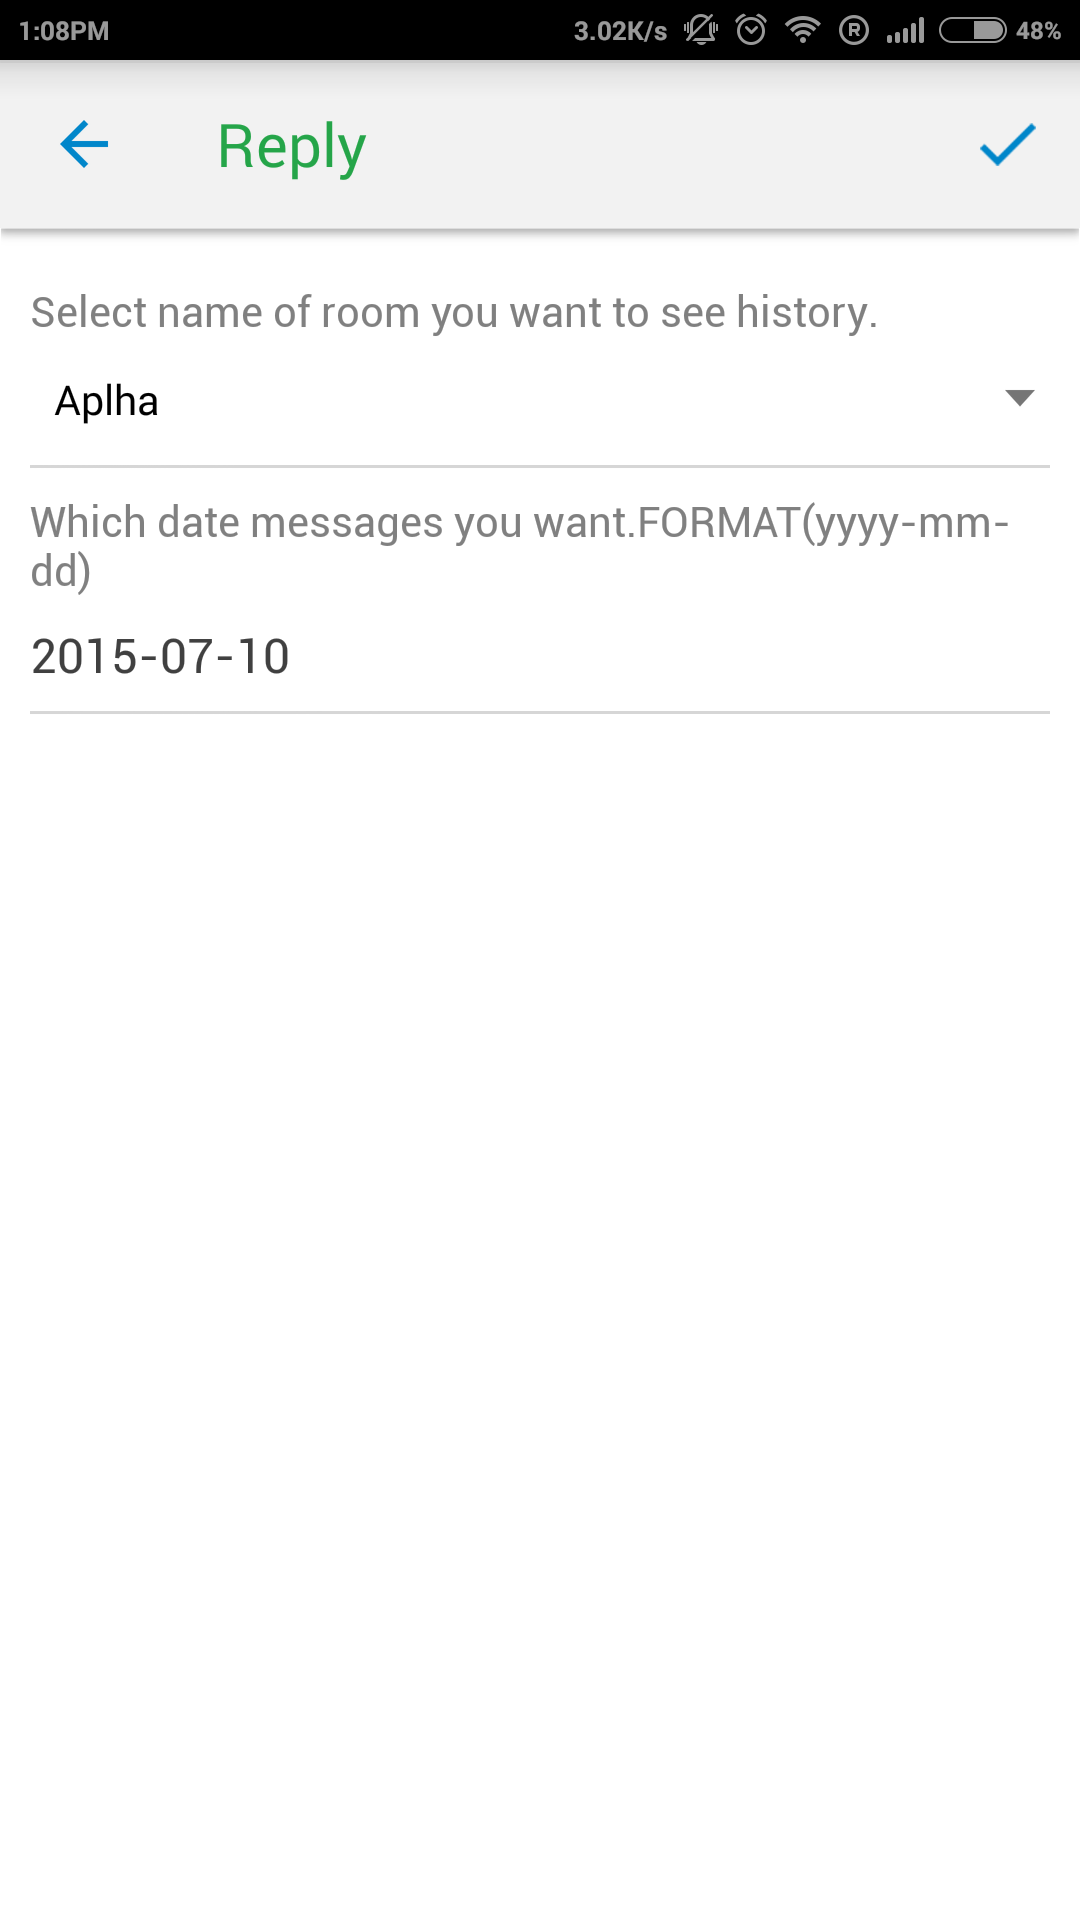 1:08PM 3.02K/s R 48%
Reply
Select name of room you want to see history.
Aplha
Which date messages you want.FORMAT(yyyy-mm-
dd)
2015-07-10